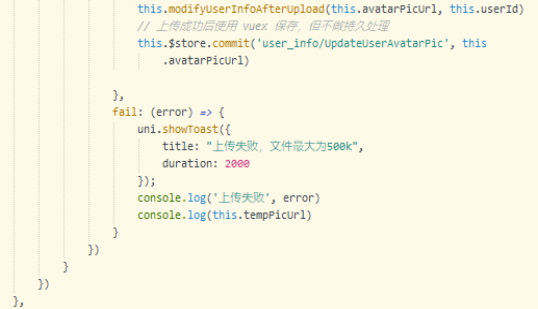 this.modifyUserInfoAfterUpload(this.avatarPicUrl, this.userId)
// 上传成功后使用 vuex 保存，但不做持久处理
this.$store.commit('user_info/UpdateUserAvatarPic', this
.avatarPicUrl)
},
fail: (error) => {
uni.showToast({
title: "上传失败，文件最大为500k",
duration: 2000
});
console.log('上传失败', error)
console.log(this.tempPicUrl)
}
})
}
})
},